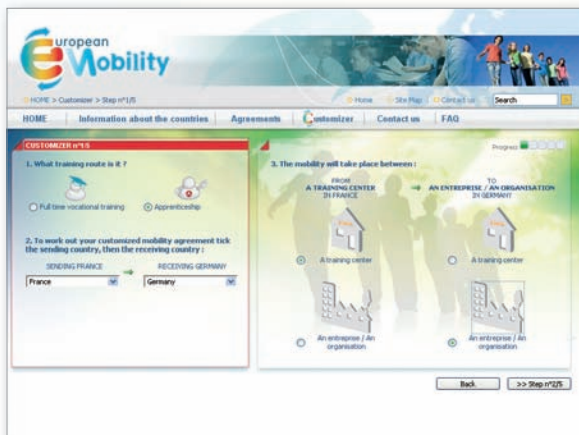 european
Mobility
HOME > Customizer > Step n°1/5
Home
Site Map
Contact us
Search
HOME
Information about the countries
Agreements
Customizer
Contact us
FAQ
CUSTOMIZER n°1/5
Progress
1. What training route is it ?
Full time vocational training
Apprenticeship
2. To work out your customized mobility agreement tick
the sending country, then the receiving country :
SENDING FRANCE
RECEIVING GERMANY
France
Germany
3. The mobility will take place between :
FROM
A TRAINING CENTER
IN FRANCE
TO
AN ENTREPRISE / AN ORGANISATION
IN GERMANY
A training center
A training center
An entreprise / An
organisation
An entreprise / An
organisation
Back
>> Step n°2/5